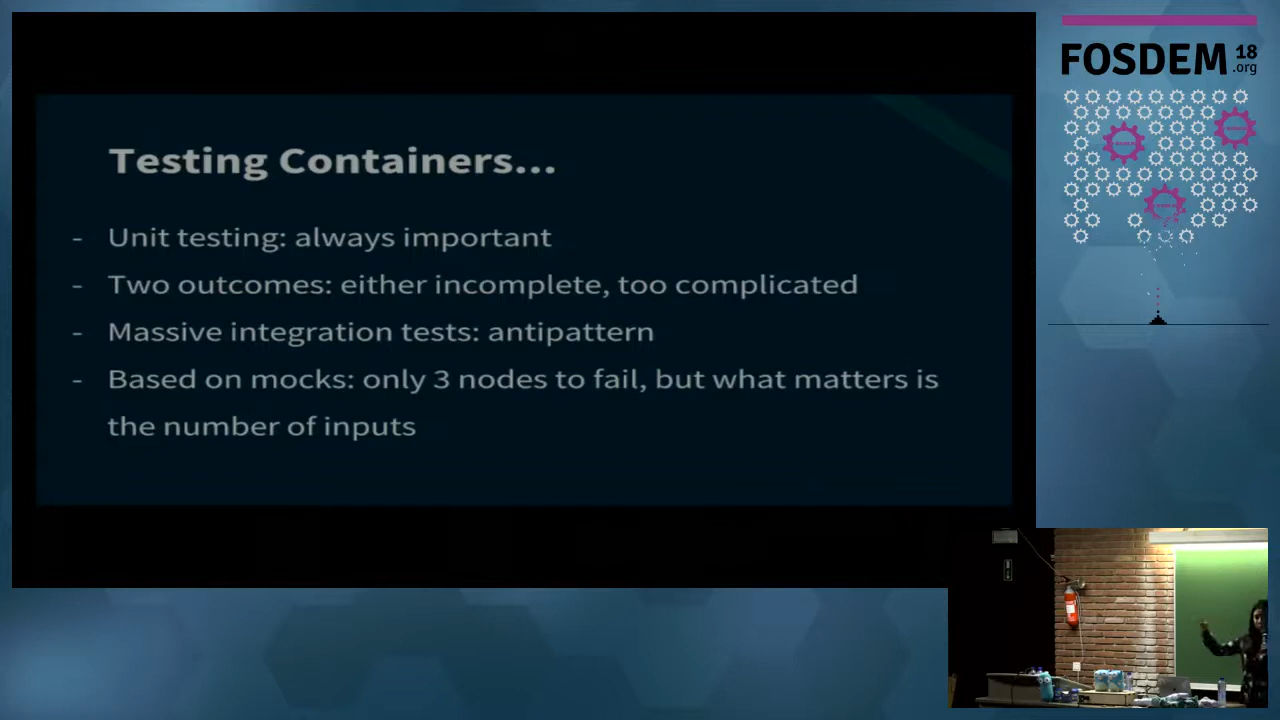 FOSDEM 18
.org
Testing Containers...
- Unit testing: always important
- Two outcomes: either incomplete, too complicated
- Massive integration tests: antipattern
- Based on mocks: only 3 nodes to fail, but what matters is
the number of inputs